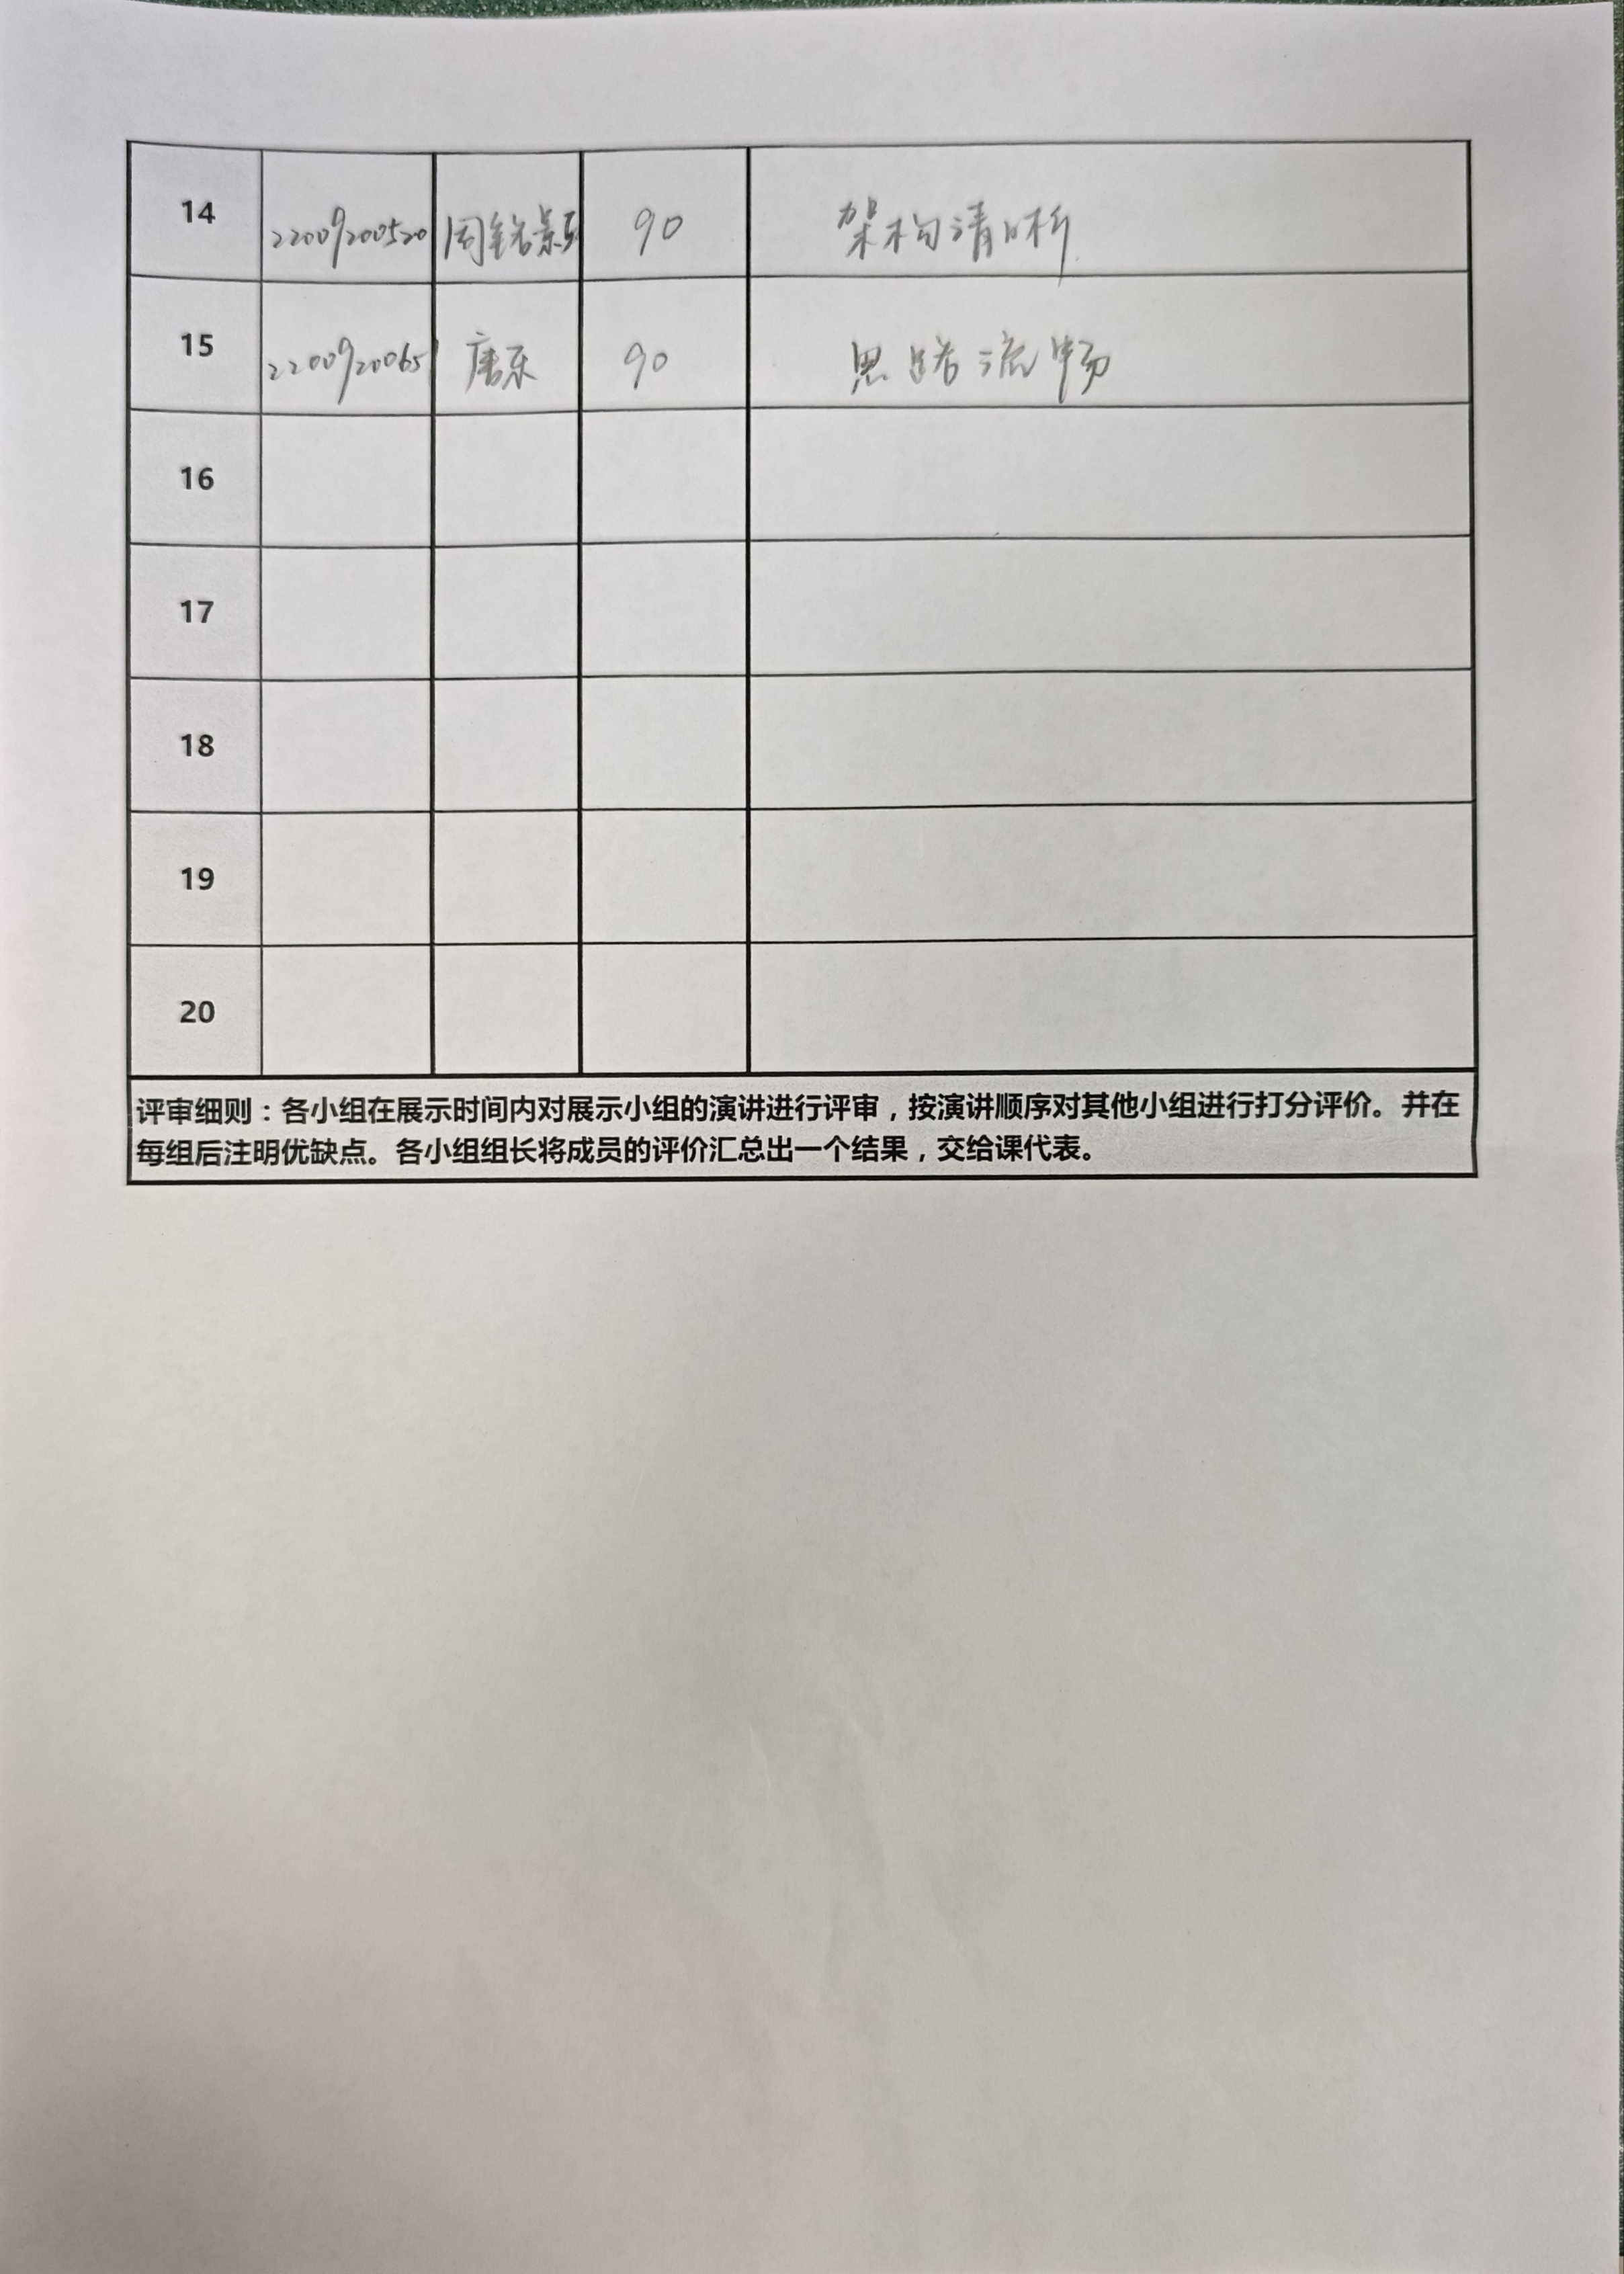 14 22009200520 周铭景 90 架构清晰
15 2200920065 唐乐 90 思路流畅
16
17
18
19
20
评审细则：各小组在展示时间内对展示小组的演讲进行评审，按演讲顺序对其他小组进行打分评价。并在
每组后注明优缺点。各小组组长将成员的评价汇总出一个结果，交给课代表。